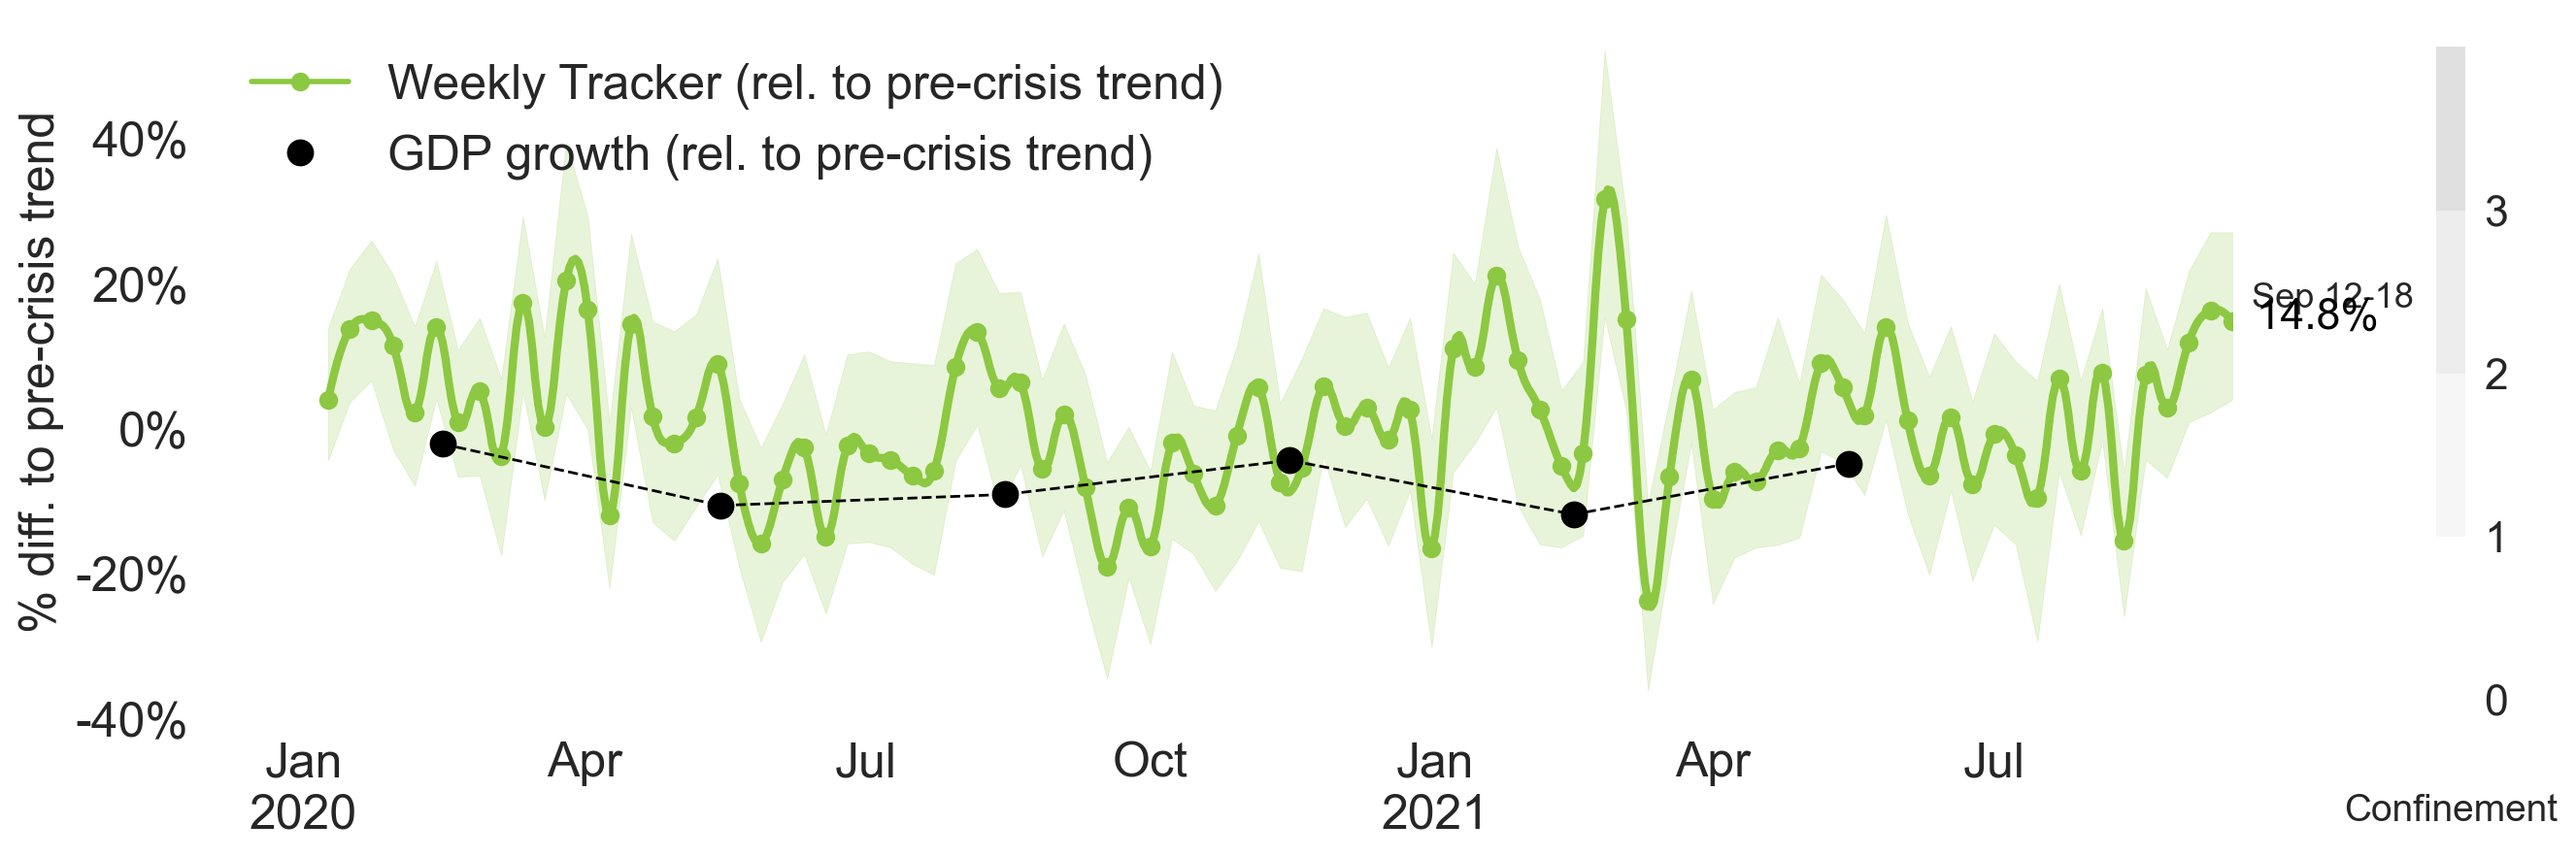 Weekly Tracker (rel. to pre-crisis trend)
GDP growth (rel. to pre-crisis trend)
% diff. to pre-crisis trend
40%
20%
0%
-20%
-40%
Jan
2020
Apr
Jul
Oct
Jan
2021
Apr
Jul
Sep 12-18
14.8%
3
2
1
0
Confinement